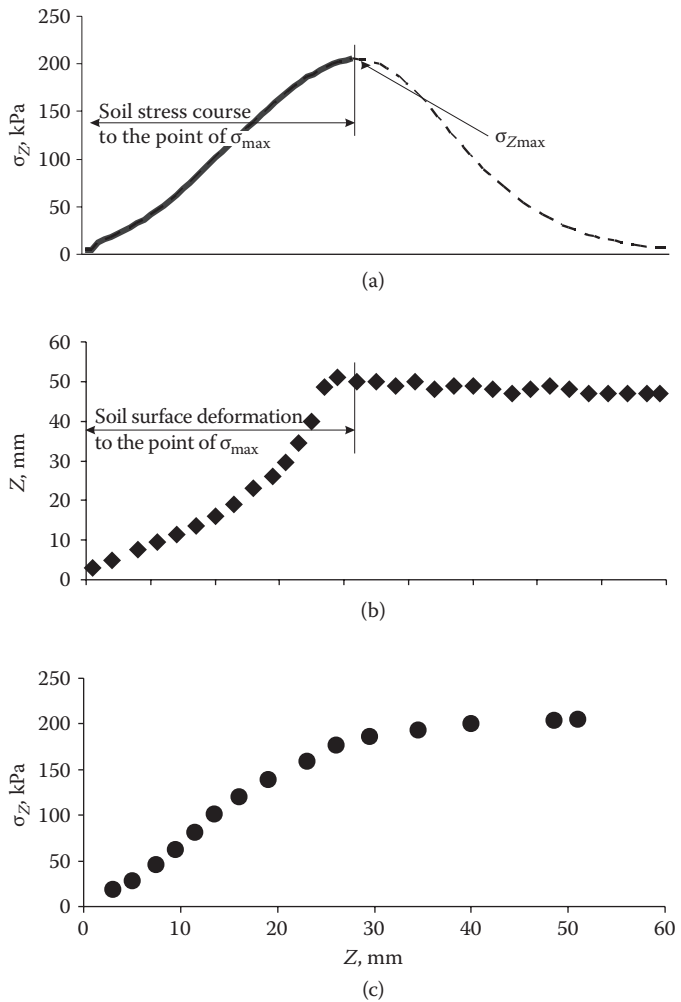 250
200
150
100
50
0
σZ, kPa
Soil stress course
to the point of σmax
σZmax
(a)
60
50
40
30
20
10
0
Z, mm
Soil surface deformation
to the point of σmax
(b)
250
200
150
100
50
0
σZ, kPa
0 10 20 30 40 50 60
Z, mm
(c)